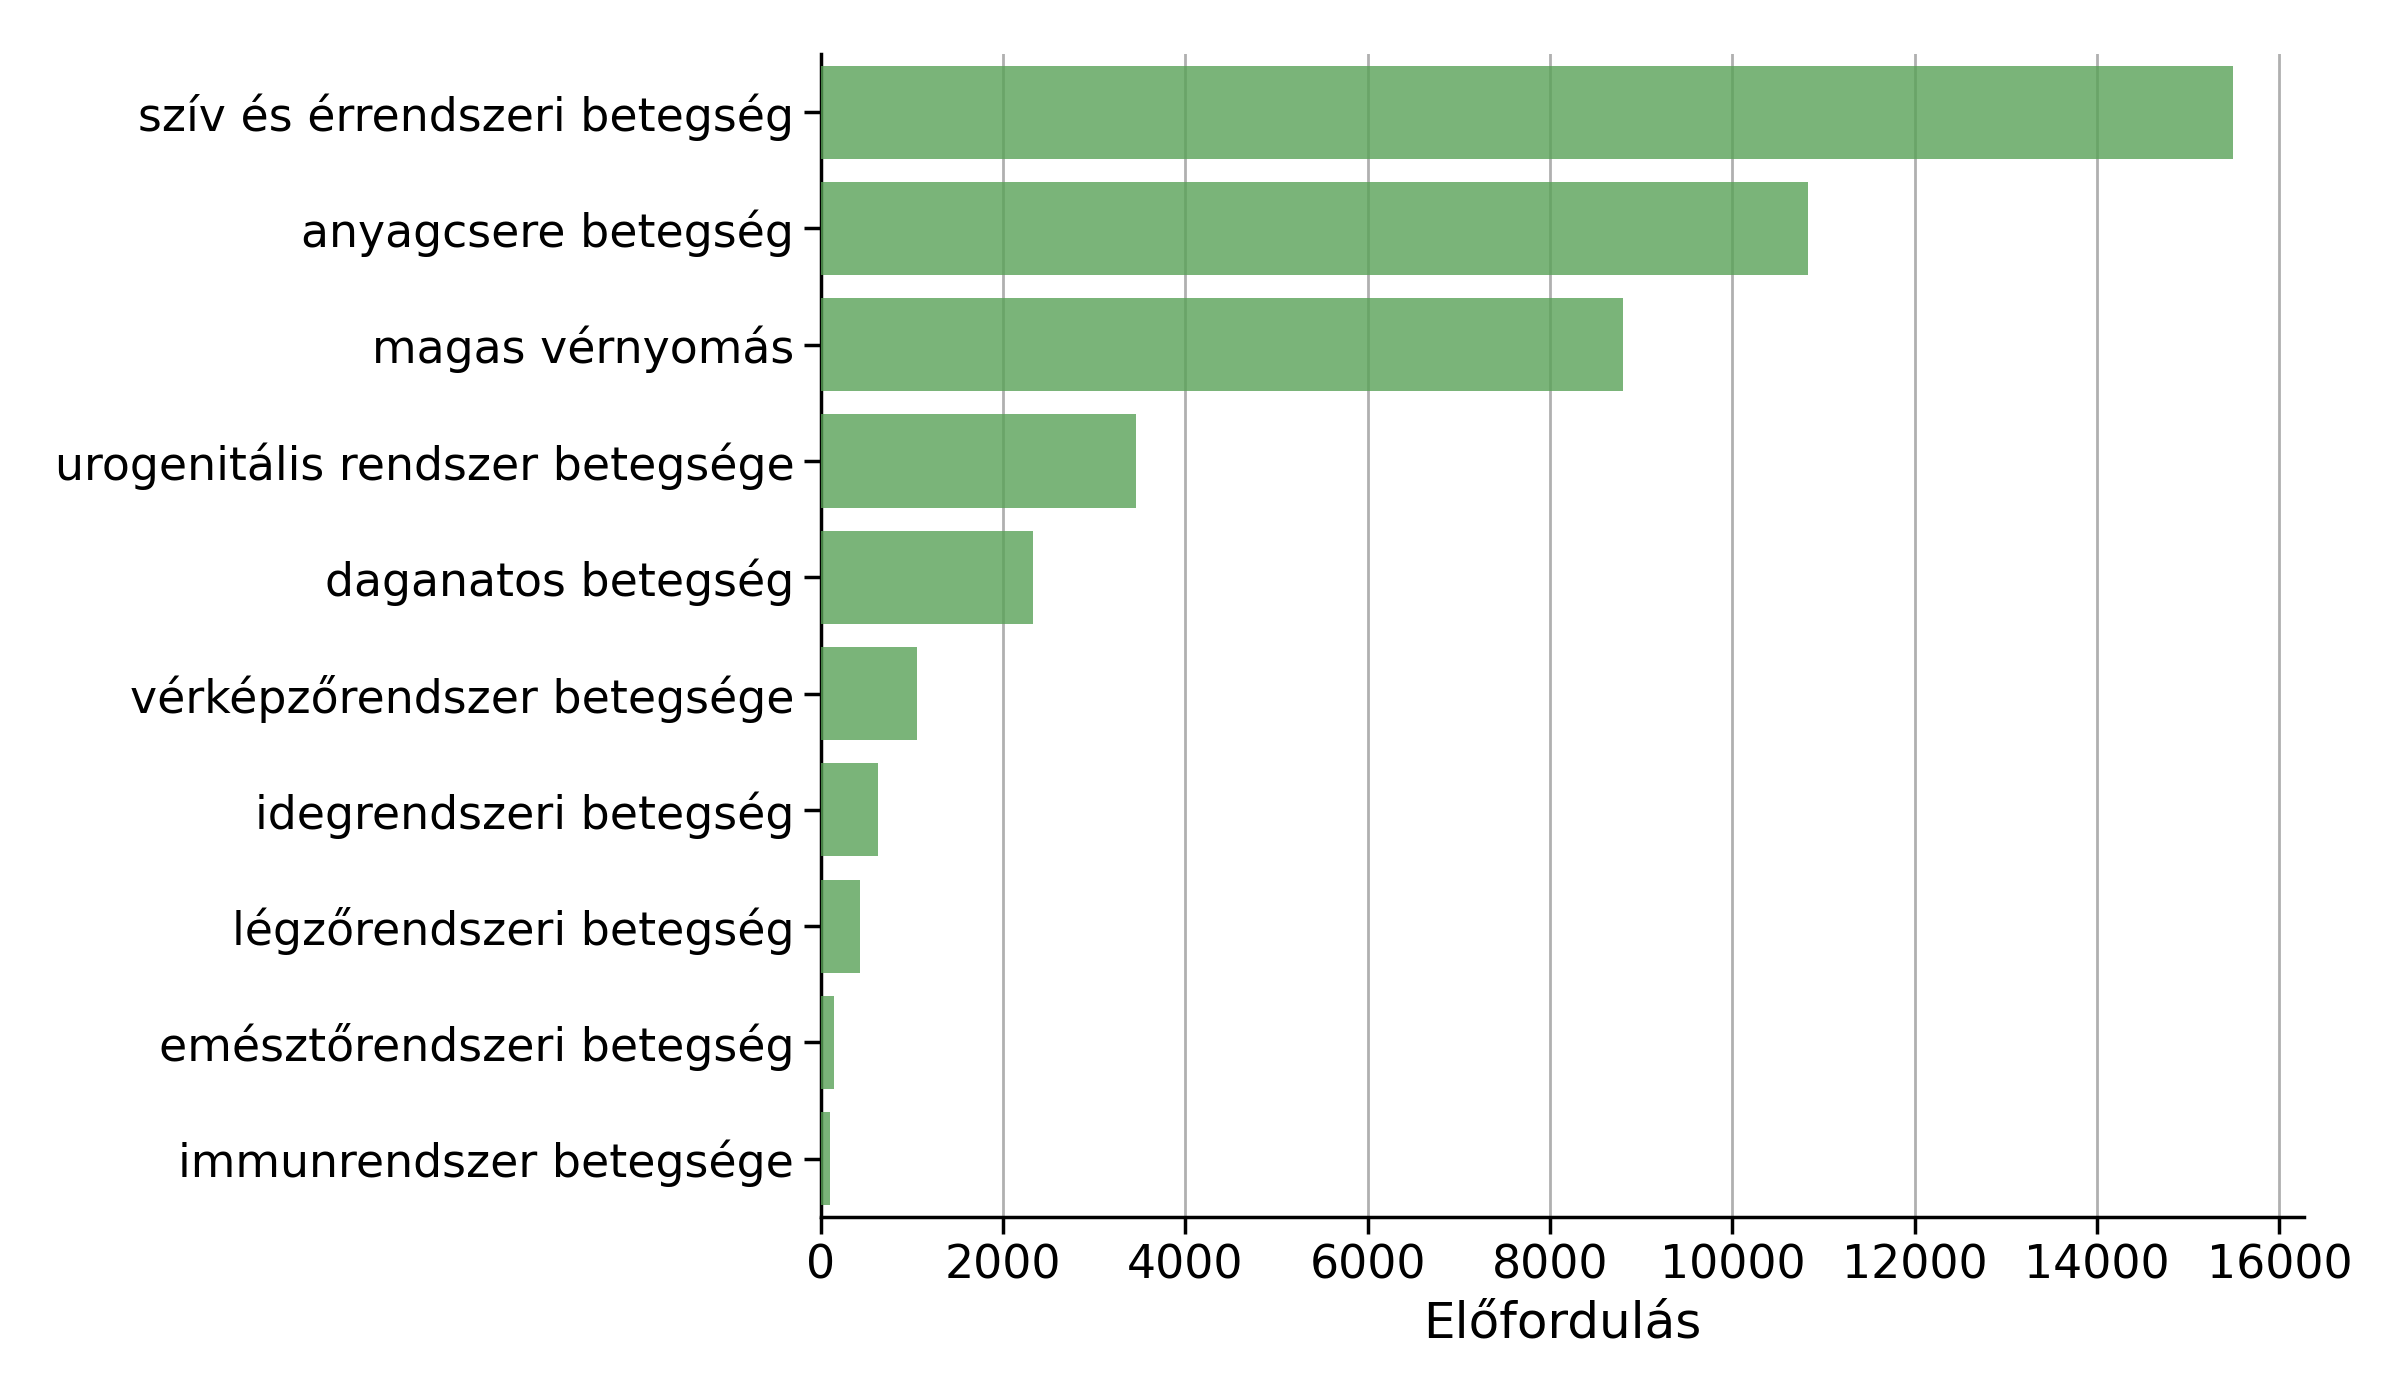 szív és érrendszeri betegség
anyagcsere betegség
magas vérnyomás
urogenitális rendszer betegsége
daganatos betegség
vérképzőrendszer betegsége
idegrendszeri betegség
légzőrendszeri betegség
emésztőrendszeri betegség
immunrendszer betegsége
0 2000 4000 6000 8000 10000 12000 14000 16000
Előfordulás